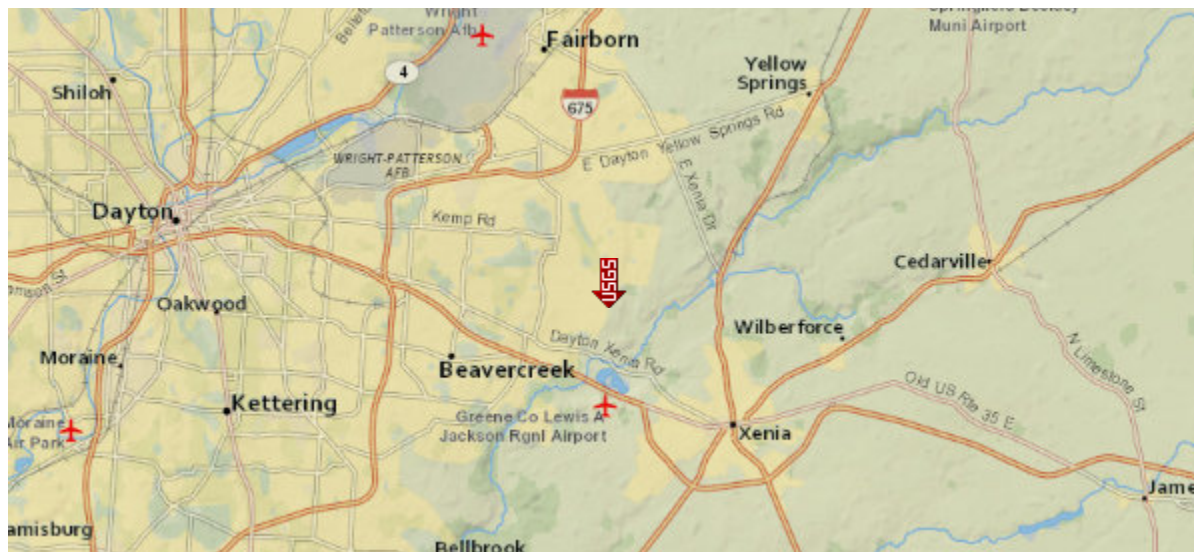 Wright
Patterson Afb
Fairborn
Muni Airport
4
Yellow
Springs
Shiloh
675
E Dayton Yellow Springs Rd
WRIGHT-PATTERSON
AFB
E Xenia Dr
Dayton
Kemp Rd
USGS
Cedarville
Oakwood
Wilberforce
Dayton Xenia Rd
Moraine
Beavercreek
N Limestone St
Old US Rte 35 E
Kettering
Greene Co Lewis A
Jackson Rgnl Airport
Moraine
Air Park
Xenia
Jame
amisburg
Bellbrook